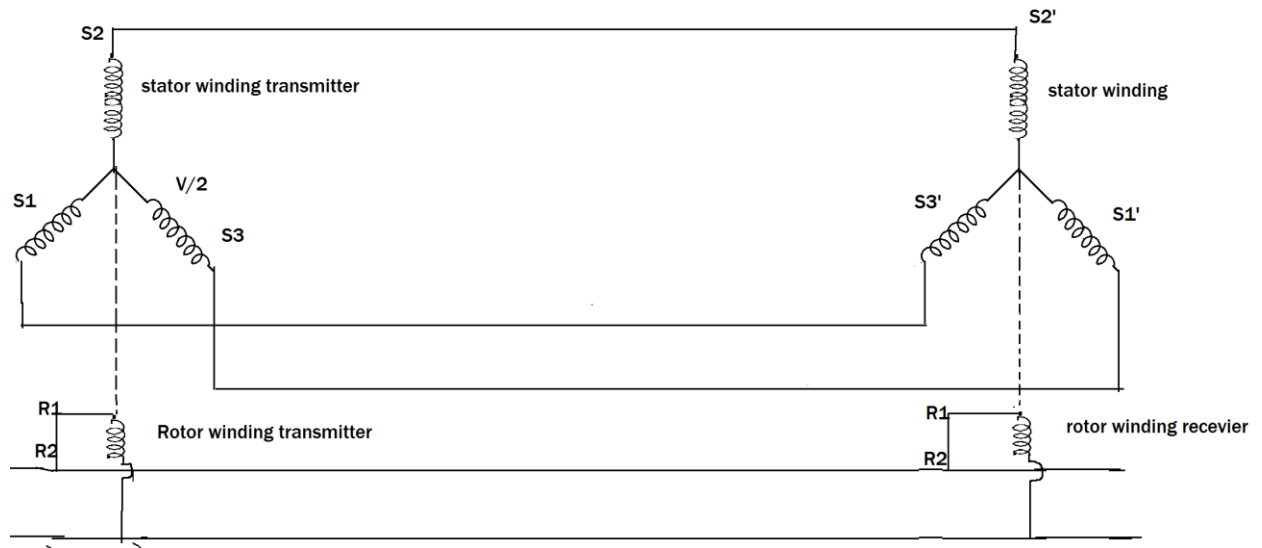 S2'
S2
stator winding transmitter
stator winding
V/2
S1
S3
S3'
S1'
R1
R2
Rotor winding transmitter
R1
R2
rotor winding recevier